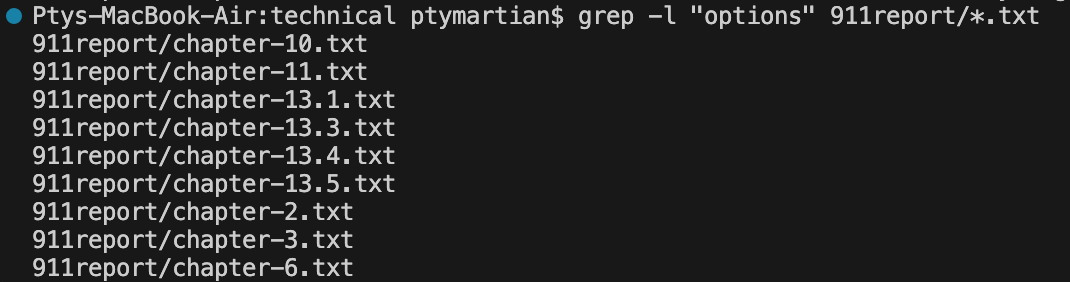 Ptys-MacBook-Air:technical ptymartian$ grep -l "options" 911report/*.txt
911report/chapter-10.txt
911report/chapter-11.txt
911report/chapter-13.1.txt
911report/chapter-13.3.txt
911report/chapter-13.4.txt
911report/chapter-13.5.txt
911report/chapter-2.txt
911report/chapter-3.txt
911report/chapter-6.txt